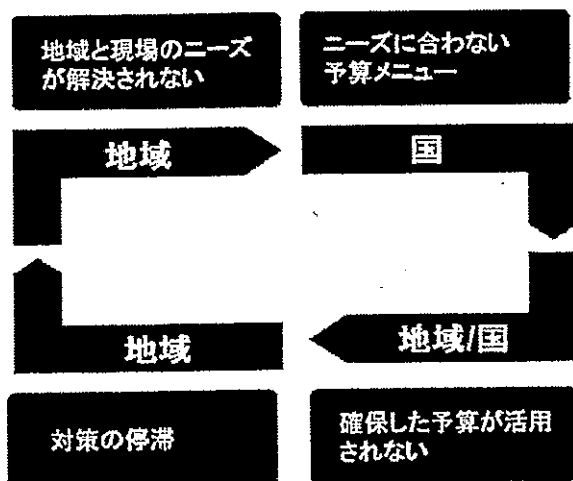 地域と現場のニーズ
が解決されない
ニーズに合わない
予算メニュー
地域
国
地域
地域/国
対策の停滞
確保した予算が活用
されない